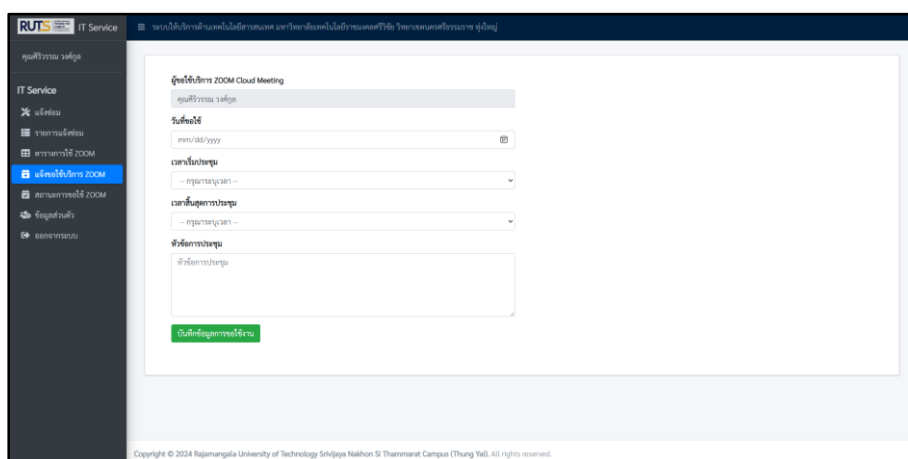 RUTS IT Service
ระบบให้บริการด้านเทคโนโลยีสารสนเทศ มหาวิทยาลัยเทคโนโลยีราชมงคลศรีวิชัย วิทยาเขตนครศรีธรรมราช ทุ่งใหญ่
คุณศิริวรรณ วงศ์กูล
IT Service
แจ้งซ่อม
รายการแจ้งซ่อม
ตารางการใช้ ZOOM
แจ้งขอใช้บริการ ZOOM
สถานะการขอใช้ ZOOM
ข้อมูลส่วนตัว
ออกจากระบบ
ผู้ขอใช้บริการ ZOOM Cloud Meeting
คุณศิริวรรณ วงศ์กูล
วันที่ขอใช้
mm/dd/yyyy
เวลาเริ่มประชุม
-- กรุณาระบุเวลา --
เวลาสิ้นสุดการประชุม
-- กรุณาระบุเวลา --
หัวข้อการประชุม
หัวข้อการประชุม
บันทึกข้อมูลการขอใช้งาน
Copyright © 2024 Rajamangala University of Technology Srivijaya Nakhon Si Thammarat Campus (Thung Yai). All rights reserved.